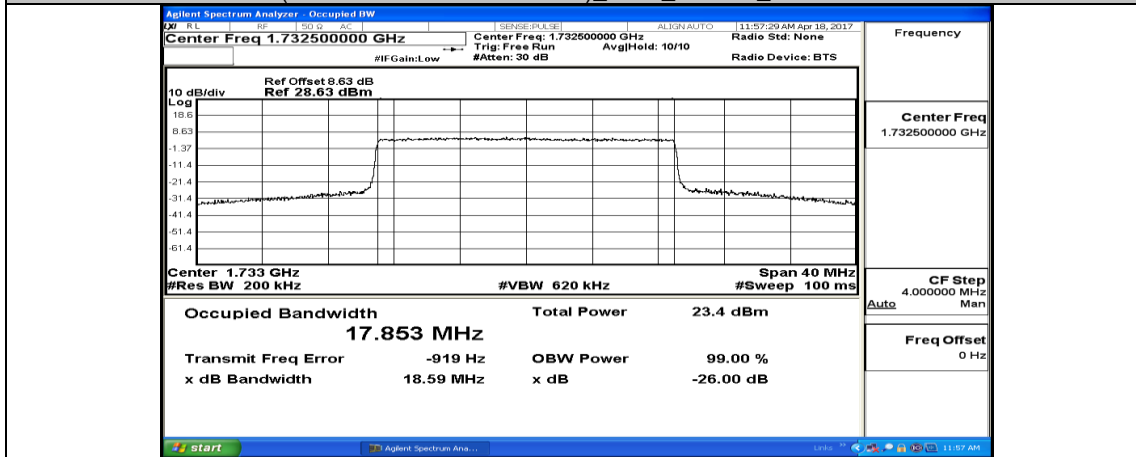 Agilent Spectrum Analyzer - Occupied BW
LXI RL RF 50 Ω AC SENSE:PULSE ALIGN AUTO 11:57:29 AM Apr 18, 2017
Center Freq 1.732500000 GHz
Center Freq: 1.732500000 GHz
Radio Std: None
Trig: Free Run Avg|Hold: 10/10
#IFGain:Low #Atten: 30 dB Radio Device: BTS
Frequency
Ref Offset 8.63 dB
10 dB/div Ref 28.63 dBm
Log
18.6
8.63
-1.37
-11.4
-21.4
-31.4
-41.4
-51.4
-61.4
Center 1.733 GHz Span 40 MHz
#Res BW 200 kHz #VBW 620 kHz #Sweep 100 ms
Occupied Bandwidth Total Power 23.4 dBm
17.853 MHz
Transmit Freq Error -919 Hz OBW Power 99.00 %
x dB Bandwidth 18.59 MHz x dB -26.00 dB
Center Freq
1.732500000 GHz
CF Step
4.000000 MHz
Auto Man
Freq Offset
0 Hz
start Agilent Spectrum Ana... Links » 11:57 AM